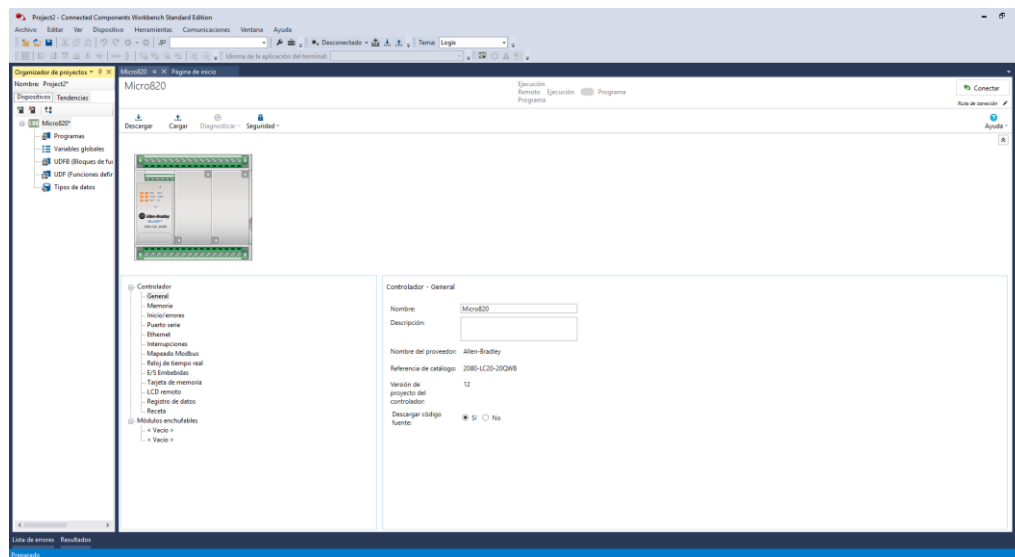 Project2 - Connected Components Workbench Standard Edition
Archivo Editar Ver Dispositivo Herramientas Comunicaciones Ventana Ayuda
Desconectado Tema: Logix
Idioma de la aplicación del terminal:
Organizador de proyectos
Micro820 Página de inicio
Nombre: Project2*
Dispositivos Tendencias
Micro820*
Programas
Variables globales
UDFB (Bloques de fu
UDF (Funciones defir
Tipos de datos
Micro820
Ejecución
Remoto Ejecución Programa
Programa
Conectar
Ruta de conexión
Descargar Cargar Diagnosticar Seguridad
Ayuda
Allen-Bradley
Controlador
General
Memoria
Inicio/errores
Puerto serie
Ethernet
Interrupciones
Mapeado Modbus
Reloj de tiempo real
E/S Embebidas
Tarjeta de memoria
LCD remoto
Registro de datos
Receta
Módulos enchufables
< Vacío >
< Vacío >
Controlador - General
Nombre: Micro820
Descripción:
Nombre del proveedor: Allen-Bradley
Referencia de catálogo: 2080-LC20-20QWB
Versión de 12
proyecto del
controlador:
Descargar código
fuente: Sí No
Lista de errores Resultados
Preparado